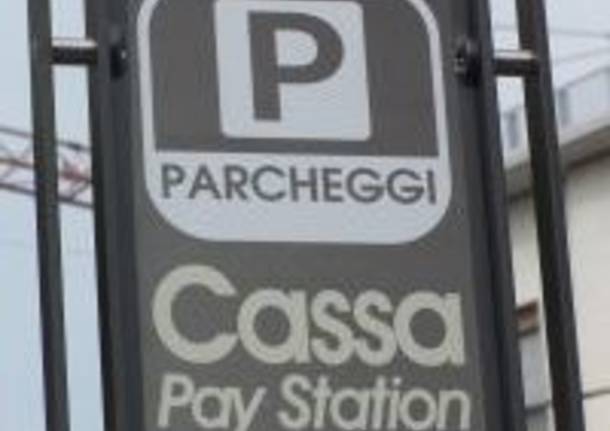 P
PARCHEGGI
Cassa
Pay Station